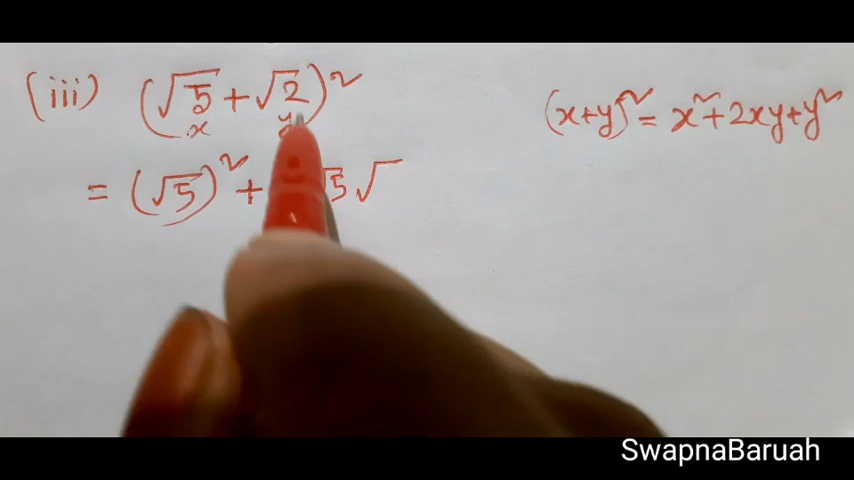 (iii) (√5 + √2)² (x+y)² = x² + 2xy + y²
x y
= (√5)² + √5 √
SwapnaBaruah